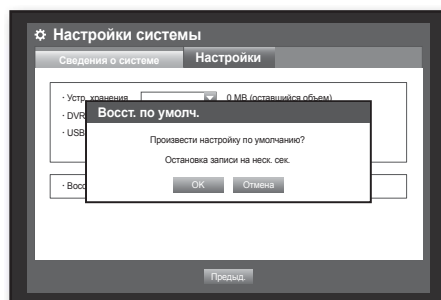 Настройки системы
Сведения о системе Настройки
· Устр. хранения 0 MB (оставшийся объем)
· DVR
· USB
Восст. по умолч.
Произвести настройку по умолчанию?
Остановка записи на неск. сек.
OK Отмена
· Восс
Предыд.